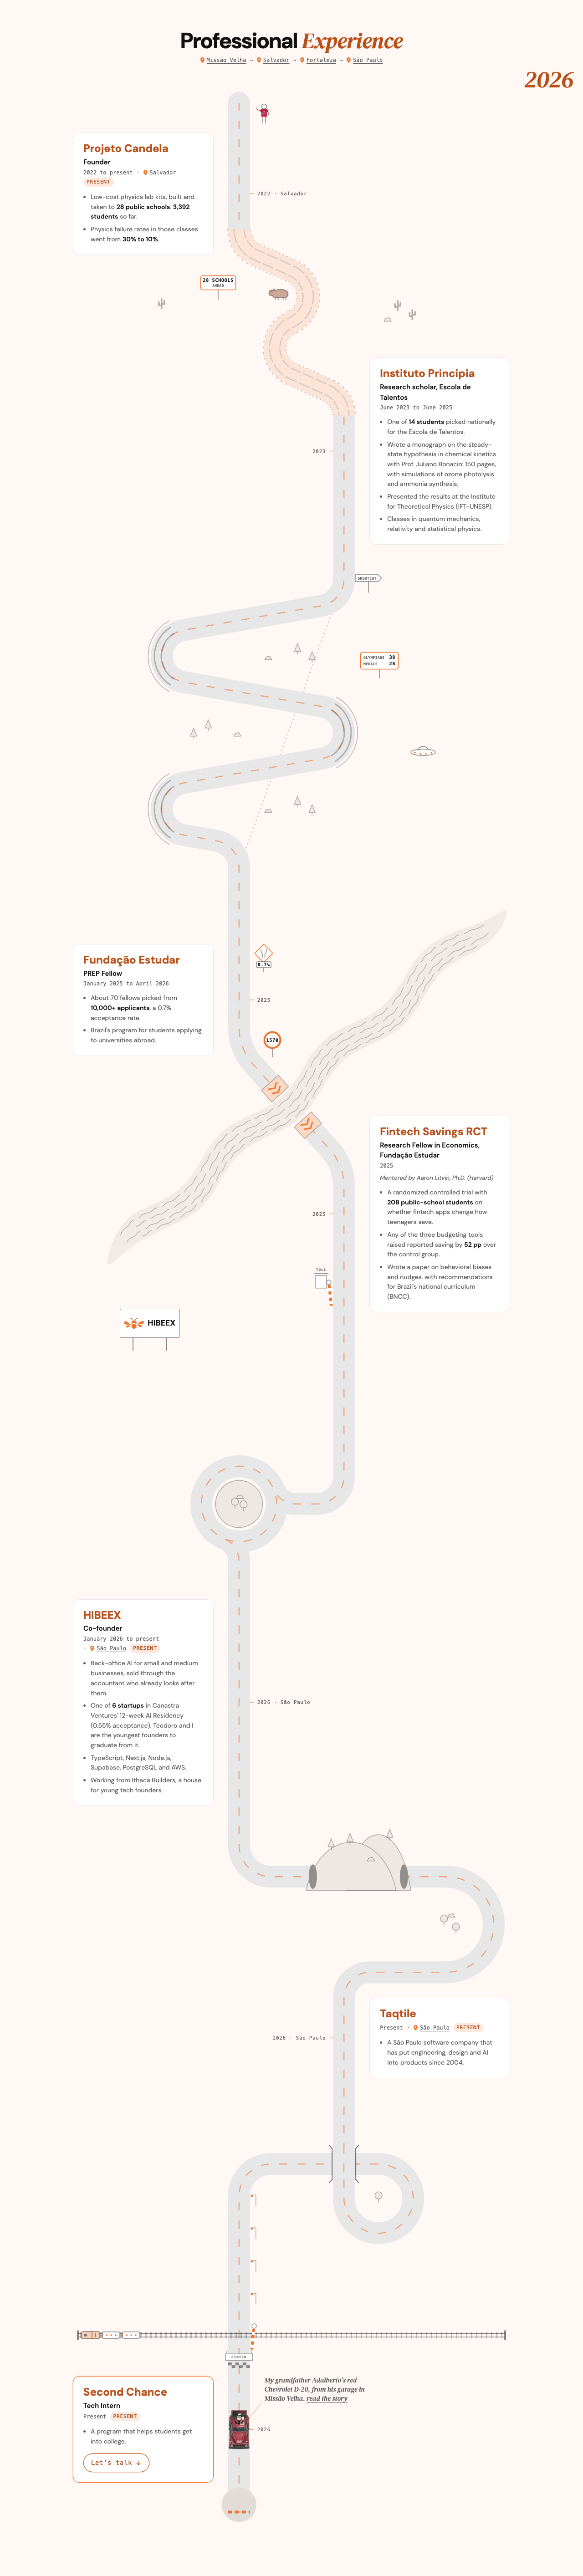 Professional Experience
Missão Velha → Salvador → Fortaleza → São Paulo
2026
Projeto Candela
Founder
2022 to present · Salvador
PRESENT
Low-cost physics lab kits, built and
taken to 28 public schools. 3,392
students so far.
Physics failure rates in those classes
went from 30% to 10%.
2022 · Salvador
28 SCHOOLS
AHEAD
Instituto Principia
Research scholar, Escola de
Talentos
June 2023 to June 2025
One of 14 students picked nationally
for the Escola de Talentos.
Wrote a monograph on the steady-
state hypothesis in chemical kinetics
with Prof. Juliano Bonacin: 150 pages,
with simulations of ozone photolysis
and ammonia synthesis.
Presented the results at the Institute
for Theoretical Physics (IFT-UNESP).
Classes in quantum mechanics,
relativity and statistical physics.
2023
SHORTCUT
OLYMPIADS 38
MEDALS 28
Fundação Estudar
PREP Fellow
January 2025 to April 2026
About 70 fellows picked from
10,000+ applicants, a 0.7%
acceptance rate.
Brazil's program for students applying
to universities abroad.
0.7%
2025
1570
Fintech Savings RCT
Research Fellow in Economics,
Fundação Estudar
2025
Mentored by Aaron Litvin, Ph.D. (Harvard)
A randomized controlled trial with
208 public-school students on
whether fintech apps change how
teenagers save.
Any of the three budgeting tools
raised reported saving by 52 pp over
the control group.
Wrote a paper on behavioral biases
and nudges, with recommendations
for Brazil's national curriculum
(BNCC).
2025
TOLL
HIBEEX
HIBEEX
Co-founder
January 2026 to present
· São Paulo PRESENT
Back-office AI for small and medium
businesses, sold through the
accountant who already looks after
them.
One of 6 startups in Canastra
Ventures' 12-week AI Residency
(0.55% acceptance). Teodoro and I
are the youngest founders to
graduate from it.
TypeScript, Next.js, Node.js,
Supabase, PostgreSQL and AWS.
Working from Ithaca Builders, a house
for young tech founders.
2026 · São Paulo
Taqtile
Present · São Paulo PRESENT
A São Paulo software company that
has put engineering, design and AI
into products since 2004.
2026 · São Paulo
FINISH
Second Chance
Tech Intern
Present PRESENT
A program that helps students get
into college.
Let's talk ↓
My grandfather Adalberto's red
Chevrolet D-20, from his garage in
Missão Velha. read the story
2026